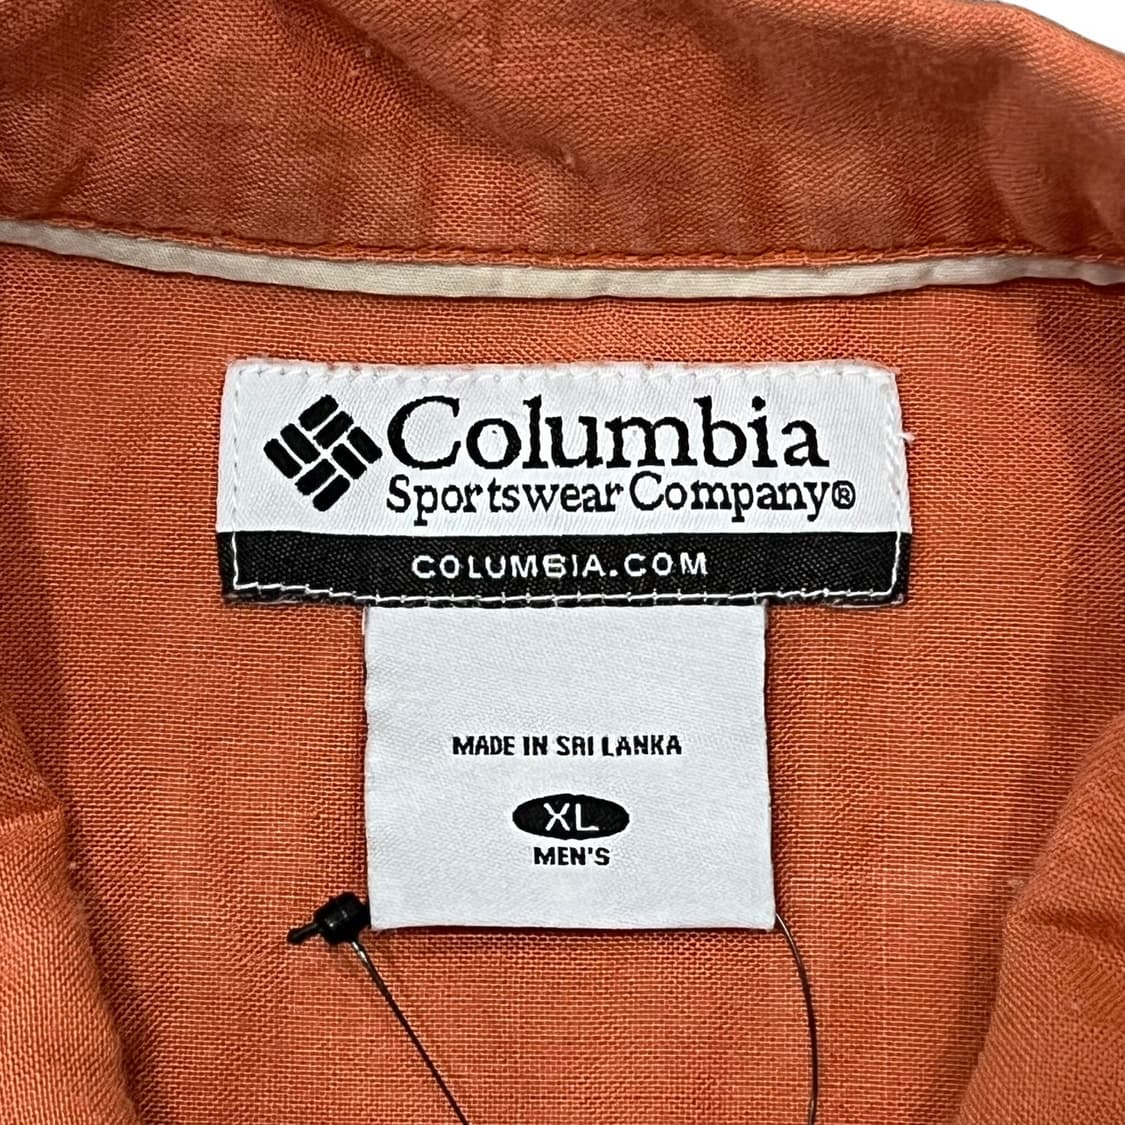 Columbia
Sportswear Company®
COLUMBIA.COM
MADE IN SRI LANKA
XL
MEN'S